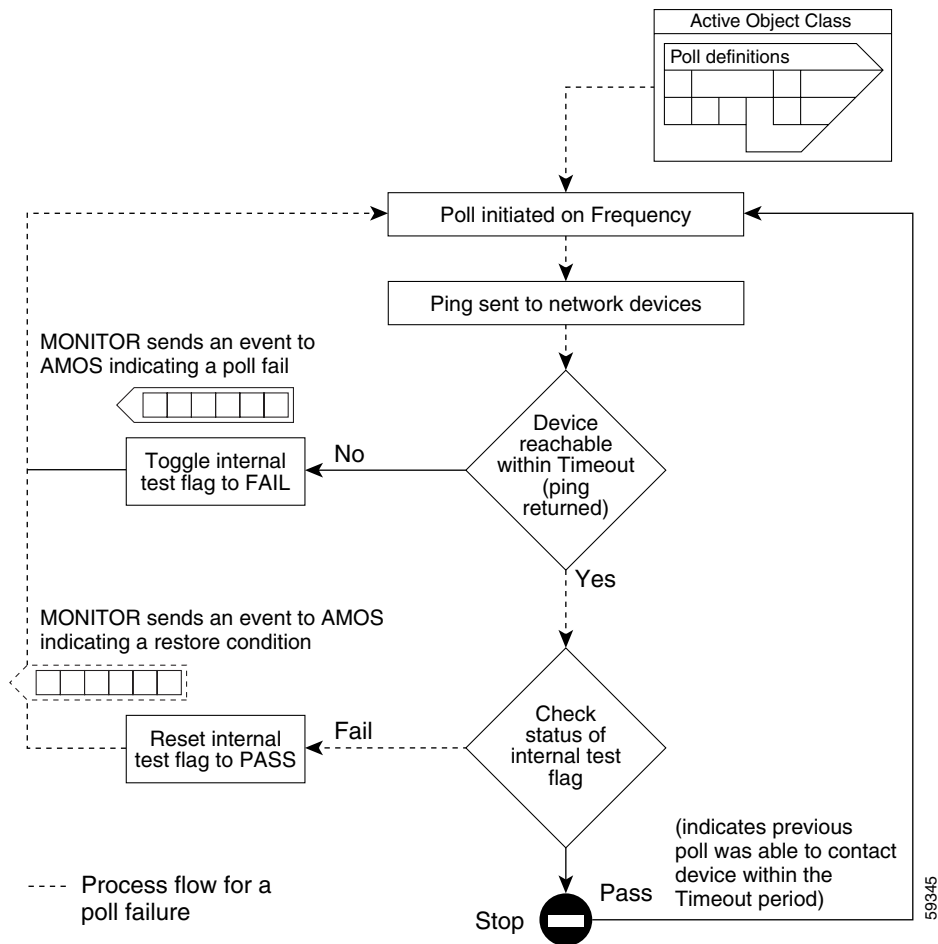 Active Object Class
Poll definitions
Poll initiated on Frequency
Ping sent to network devices
MONITOR sends an event to
AMOS indicating a poll fail
Device
reachable
within Timeout
(ping
returned)
No
Toggle internal
test flag to FAIL
Yes
MONITOR sends an event to AMOS
indicating a restore condition
Check
status of
internal test
flag
Fail
Reset internal
test flag to PASS
(indicates previous
poll was able to contact
device within the
Timeout period)
Pass
Stop
---- Process flow for a
poll failure
59345